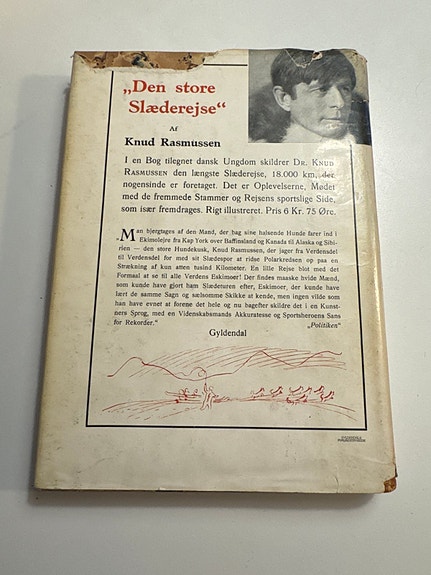 „Den store
Slæderejse“
Af
Knud Rasmussen
I en Bog tilegnet dansk Ungdom skildrer DR. KNUD
RASMUSSEN den længste Slæderejse, 18.000 km, der
nogensinde er foretaget. Det er Oplevelserne, Mødet
med de fremmede Stammer og Rejsens sportslige Side,
som især fremdrages. Rigt illustreret. Pris 6 Kr. 75 Øre.
„Man bjergtages af den Mand, der bag sine halsende Hunde farer ind i
Eskimolejre fra Kap York over Baffinsland og Kanada til Alaska og Sibi-
rien — den store Hundekusk, Knud Rasmussen, der jager fra Verdensdel
til Verdensdel for med sit Slædespor at ridse Polarkredsen op paa en
Strækning af kun atten tusind Kilometer. En lille Rejse blot med det
Formaal at se til alle Verdens Eskimoer! Der findes maaske hvide Mænd,
som kunde have gjort ham Slæderturen efter, Eskimoer, der kunde have
lært de samme Sagn og sælsomme Skikke at kende, men ingen vilde som
han have evnet at forene det hele og nu bagefter skildre det i en Kunst-
ners Sprog, med en Videnskabsmands Akkuratesse og Sportsheroens Sans
for Rekorder.“
„Politiken“
Gyldendal